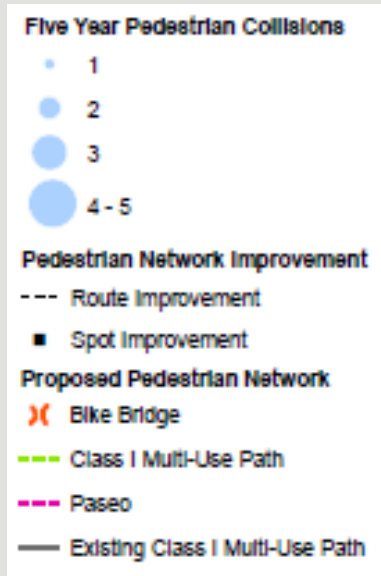 Five Year Pedestrian Collisions
1
2
3
4 - 5
Pedestrian Network Improvement
Route Improvement
Spot Improvement
Proposed Pedestrian Network
Bike Bridge
Class I Multi-Use Path
Paseo
Existing Class I Multi-Use Path